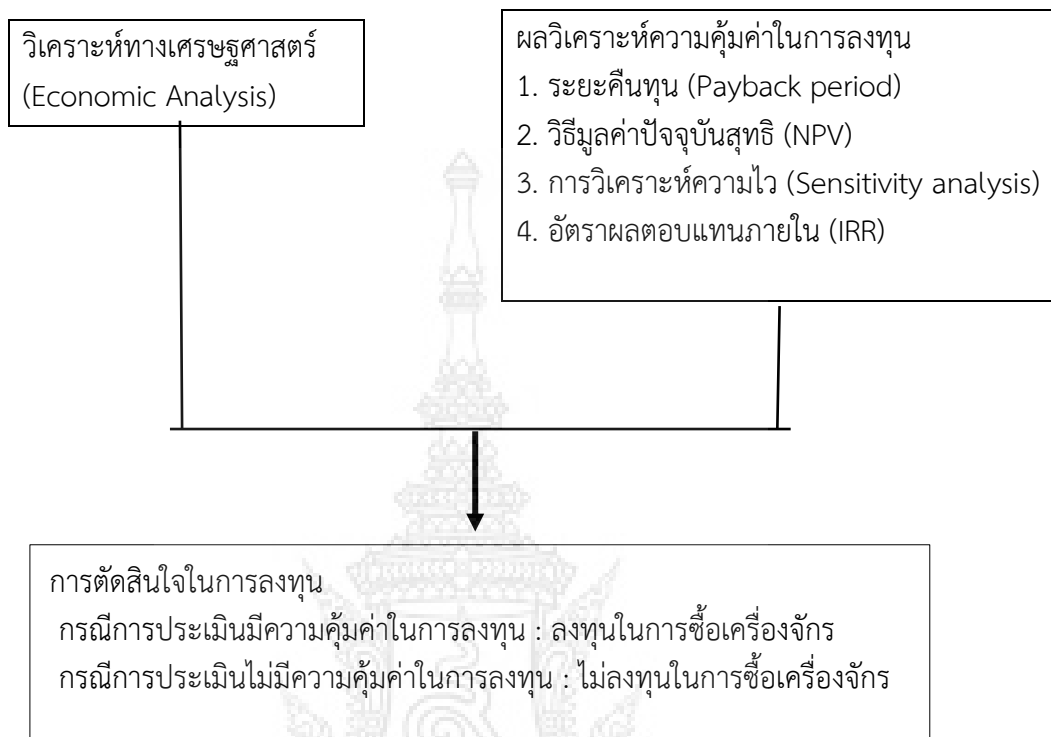 วิเคราะห์ทางเศรษฐศาสตร์
(Economic Analysis)
ผลวิเคราะห์ความคุ้มค่าในการลงทุน
1. ระยะคืนทุน (Payback period)
2. วิธีมูลค่าปัจจุบันสุทธิ (NPV)
3. การวิเคราะห์ความไว (Sensitivity analysis)
4. อัตราผลตอบแทนภายใน (IRR)
การตัดสินใจในการลงทุน
กรณีการประเมินมีความคุ้มค่าในการลงทุน : ลงทุนในการซื้อเครื่องจักร
กรณีการประเมินไม่มีความคุ้มค่าในการลงทุน : ไม่ลงทุนในการซื้อเครื่องจักร